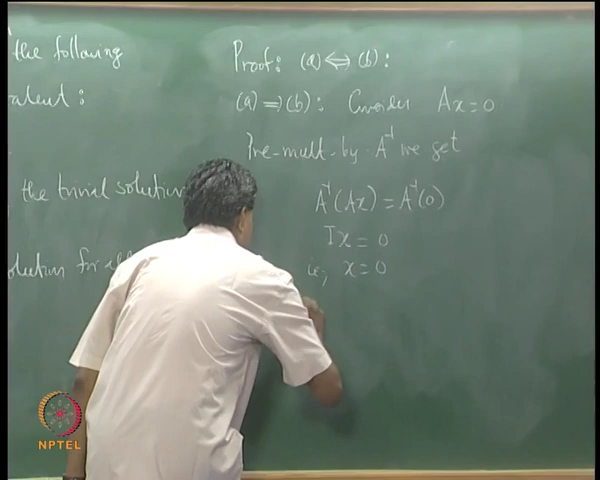 the following
alent :
the trivial solution
olution for all
Proof: (a) ⇔ (b) :
(a) ⇒ (b) : Consider Ax = 0
Pre-mult. by A⁻¹ we get
A⁻¹(Ax) = A⁻¹(0)
Ix = 0
ie; x = 0
NPTEL